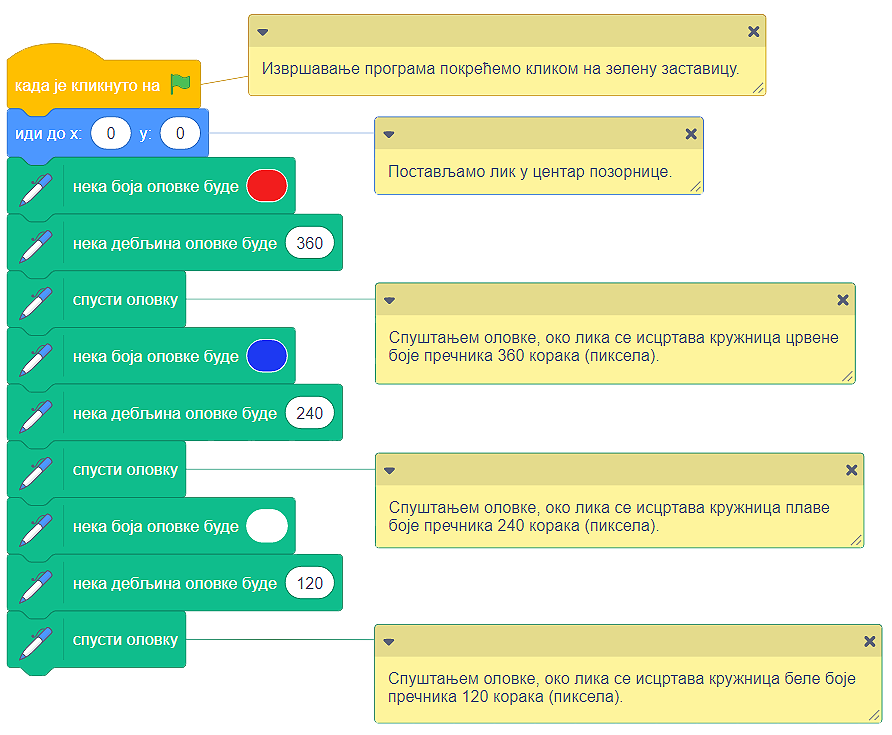 Извршавање програма покрећемо кликом на зелену заставицу.
када је кликнуто на
иди до x: 0 y: 0
Постављамо лик у центар позорнице.
нека боја оловке буде
нека дебљина оловке буде 360
спусти оловку
Спуштањем оловке, око лика се исцртава кружница црвене
боје пречника 360 корака (пиксела).
нека боја оловке буде
нека дебљина оловке буде 240
спусти оловку
Спуштањем оловке, око лика се исцртава кружница плаве
боје пречника 240 корака (пиксела).
нека боја оловке буде
нека дебљина оловке буде 120
спусти оловку
Спуштањем оловке, око лика се исцртава кружница беле боје
пречника 120 корака (пиксела).